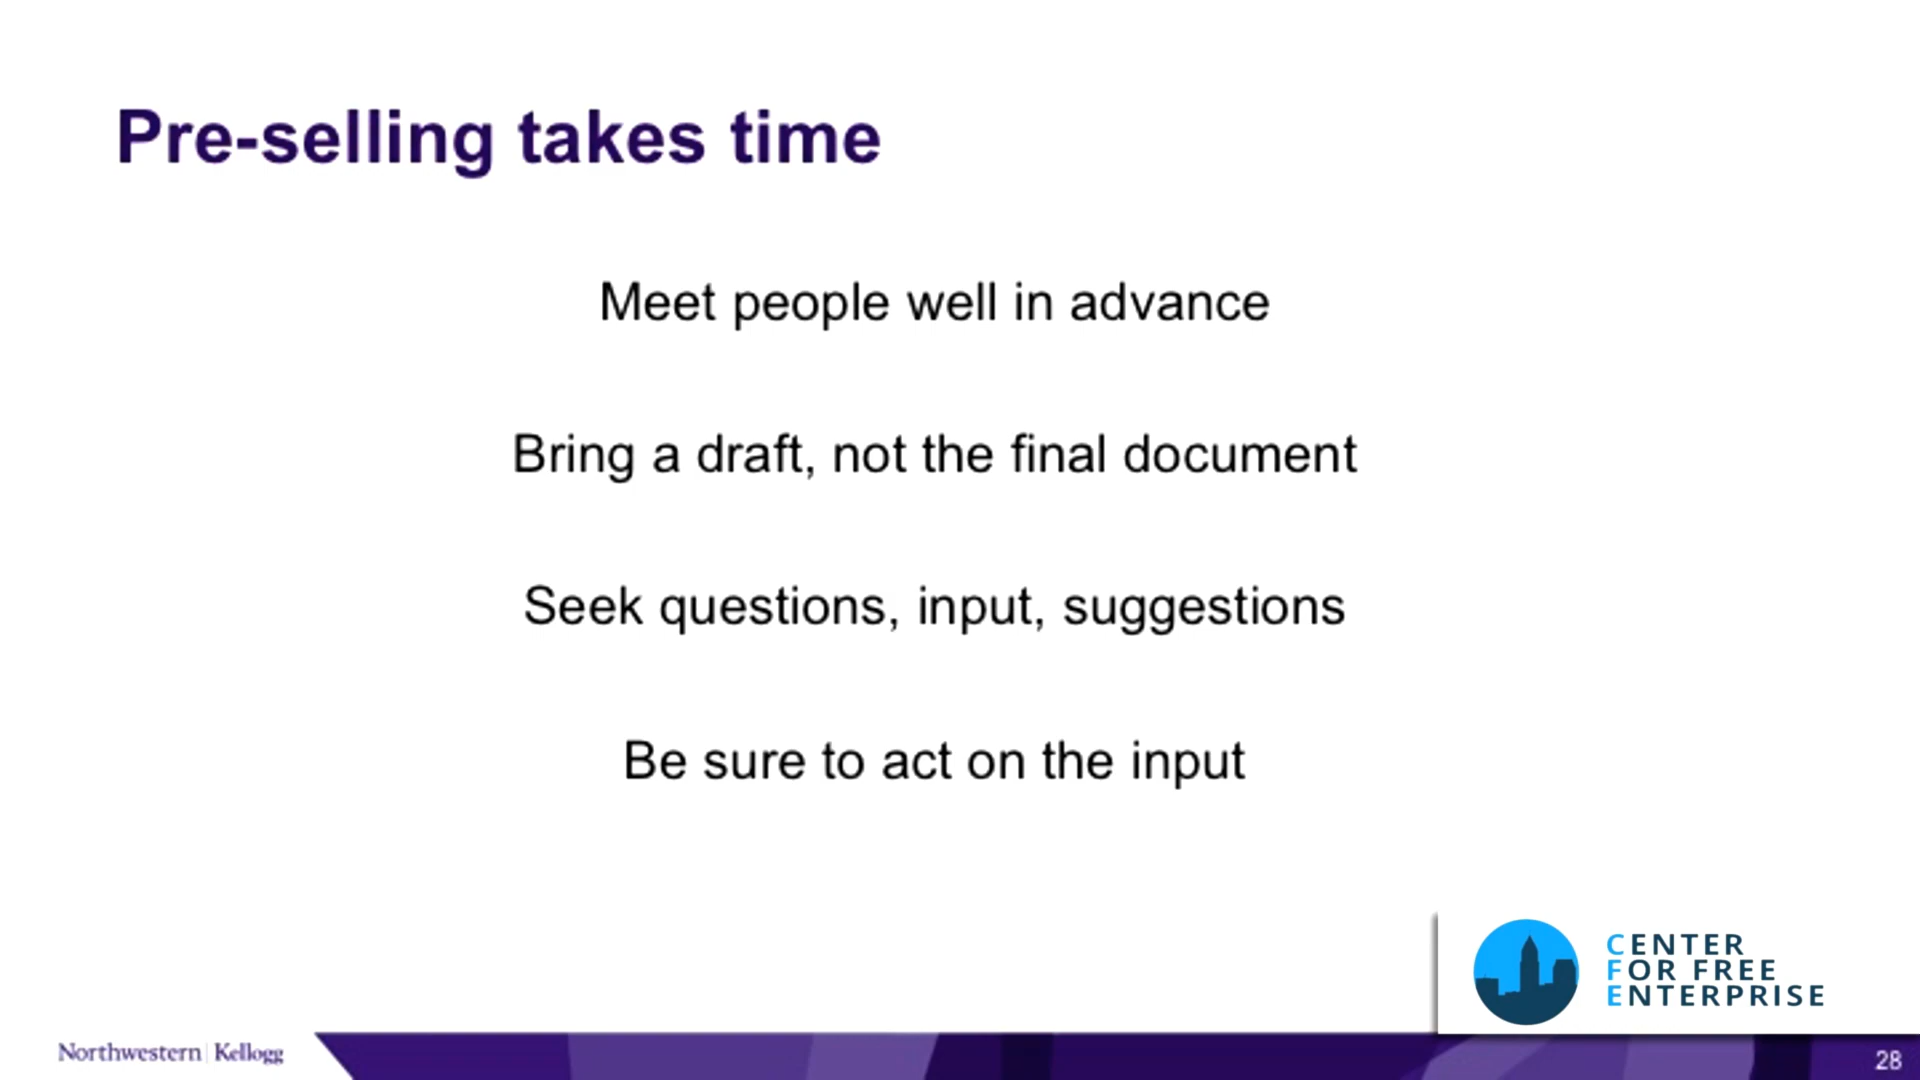 Pre-selling takes time
Meet people well in advance
Bring a draft, not the final document
Seek questions, input, suggestions
Be sure to act on the input
CENTER
FOR FREE
ENTERPRISE
Northwestern | Kellogg
28